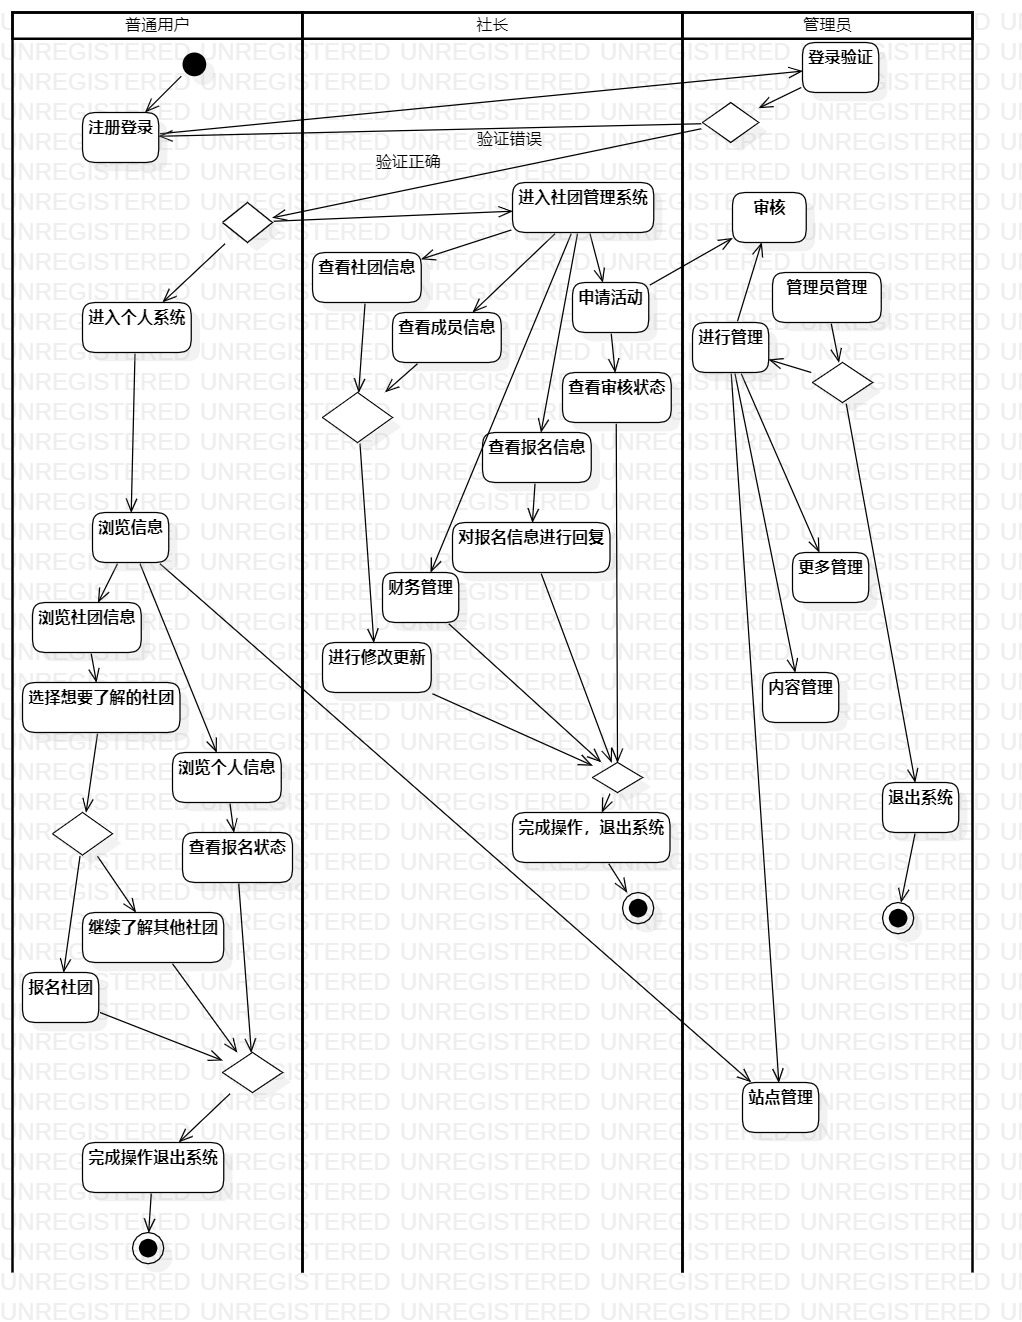 普通用户
社长
管理员
登录验证
注册登录
验证错误
验证正确
进入社团管理系统
审核
查看社团信息
管理员管理
申请活动
进入个人系统
查看成员信息
进行管理
查看审核状态
查看报名信息
浏览信息
对报名信息进行回复
更多管理
财务管理
浏览社团信息
进行修改更新
选择想要了解的社团
内容管理
浏览个人信息
退出系统
完成操作，退出系统
查看报名状态
继续了解其他社团
报名社团
站点管理
完成操作退出系统
UNREGISTERED